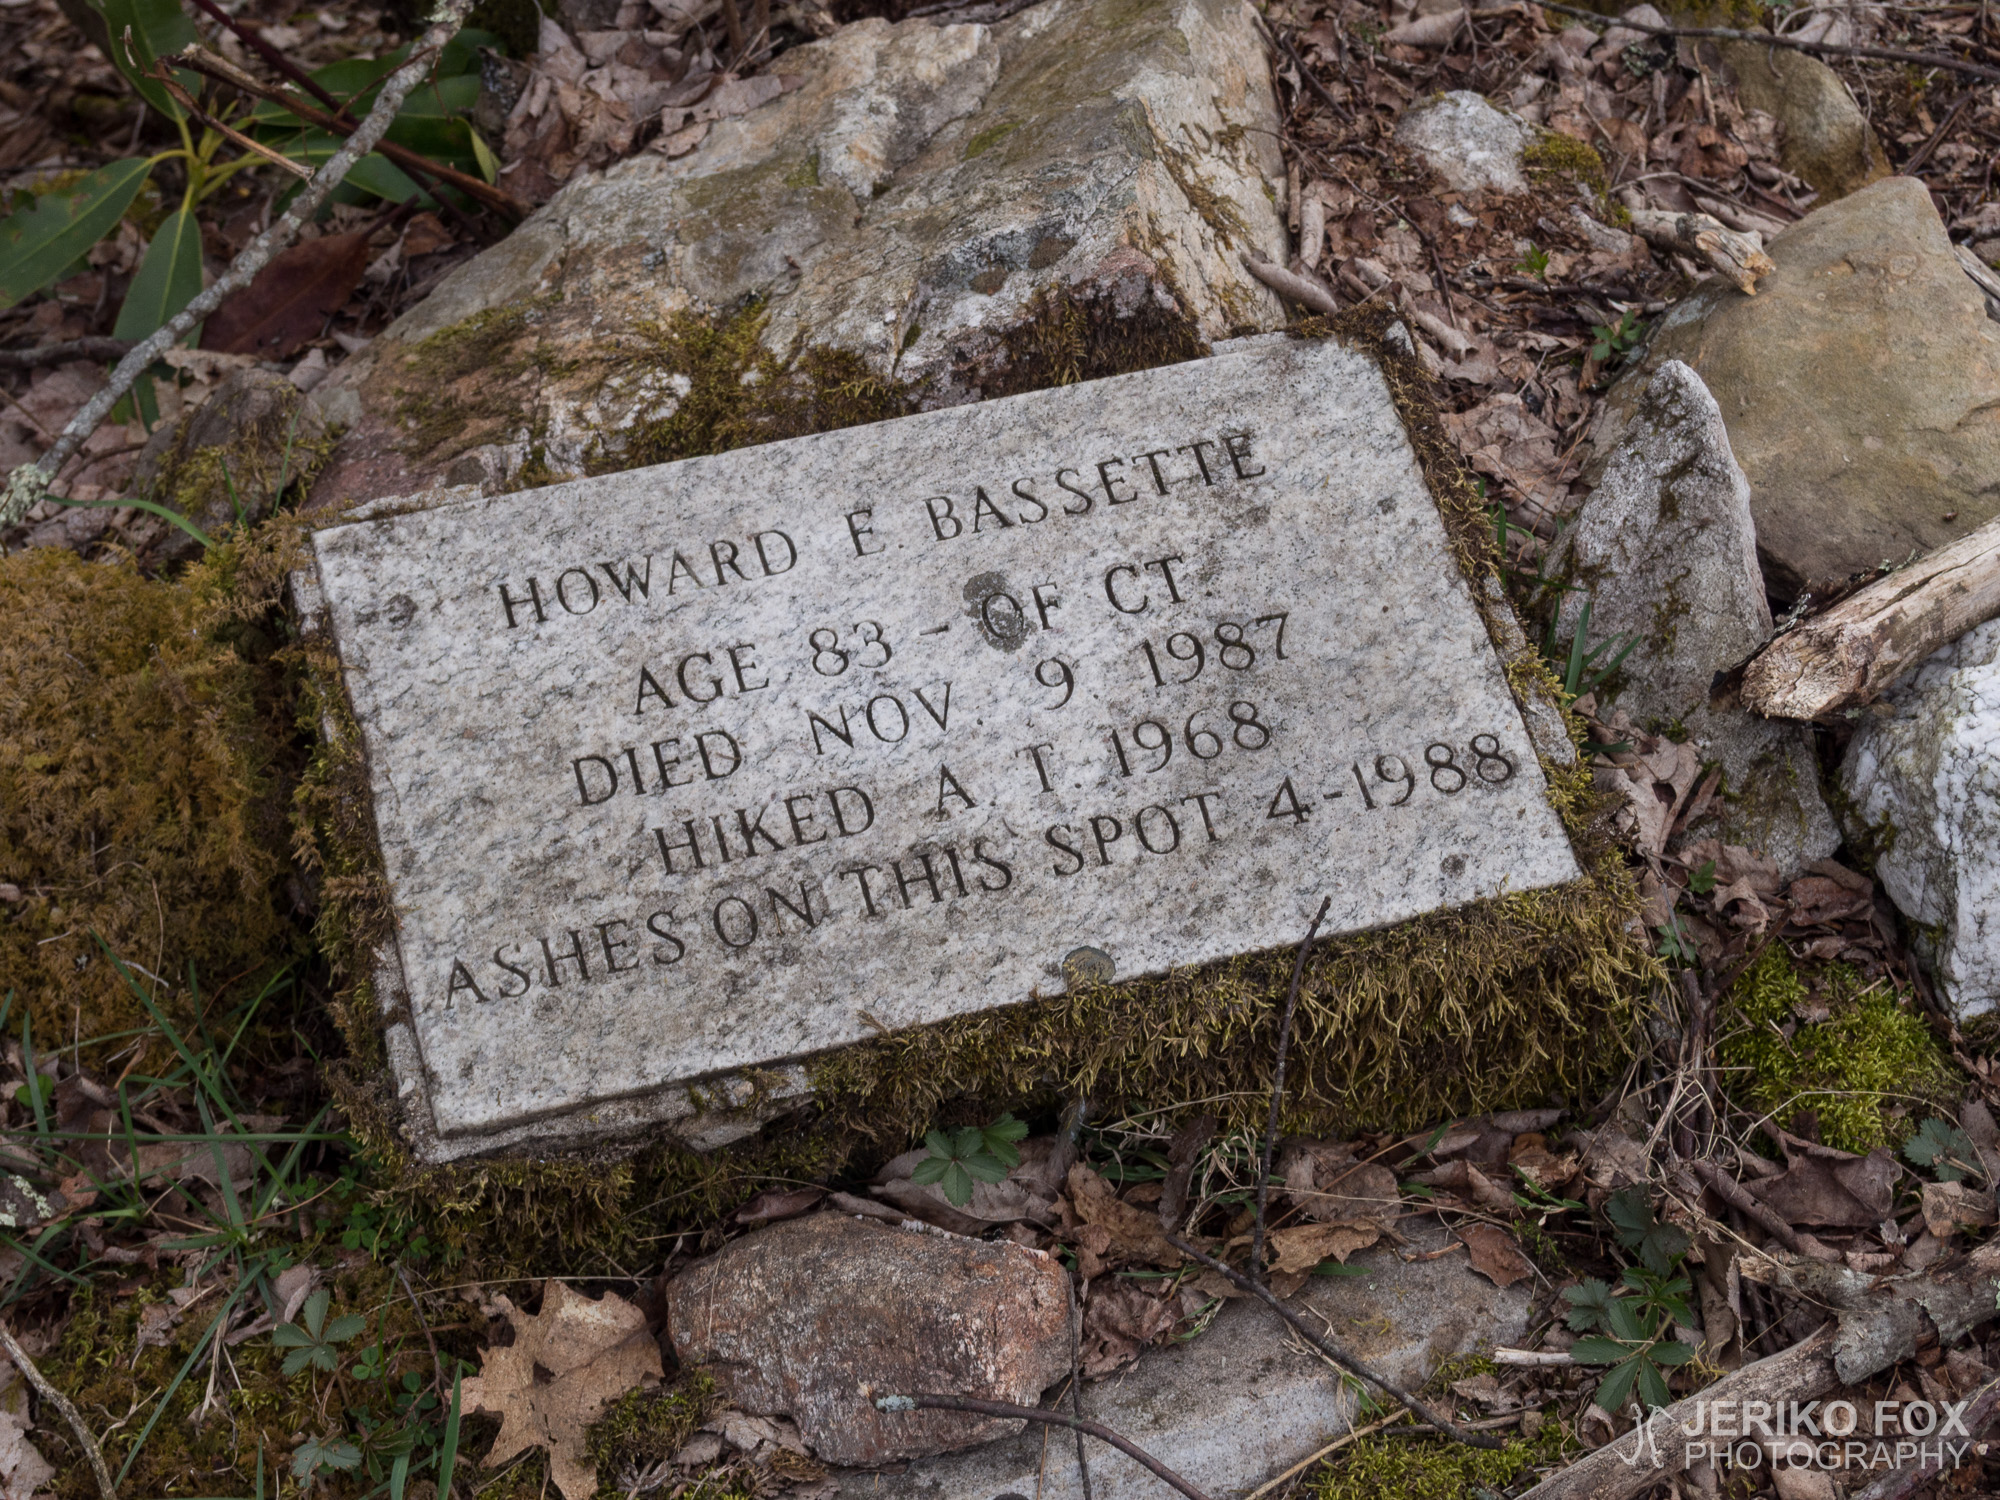 HOWARD E. BASSETTE
AGE 83 - OF CT.
DIED NOV. 9 1987
HIKED A. T. 1968
ASHES ON THIS SPOT 4-1988
JERIKO FOX
PHOTOGRAPHY